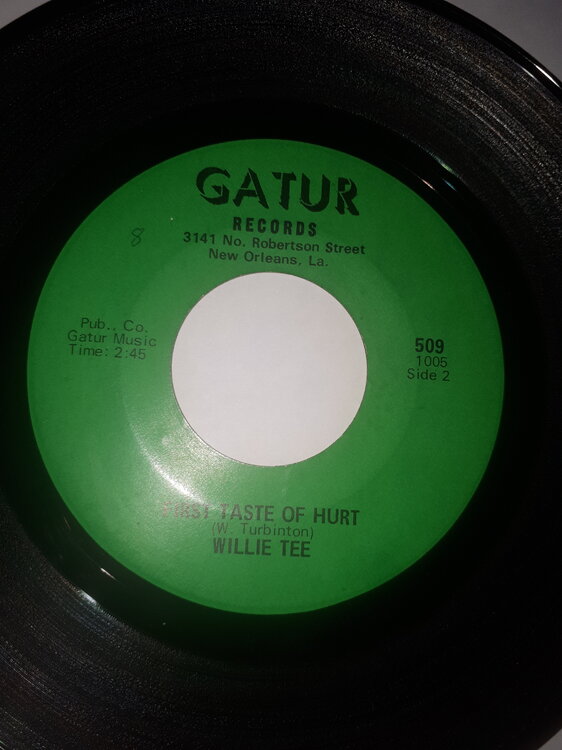 GATUR
RECORDS
3141 No. Robertson Street
New Orleans, La.
8
Pub., Co.
Gatur Music
Time: 2:45
509
1005
Side 2
FIRST TASTE OF HURT
(W. Turbinton)
WILLIE TEE